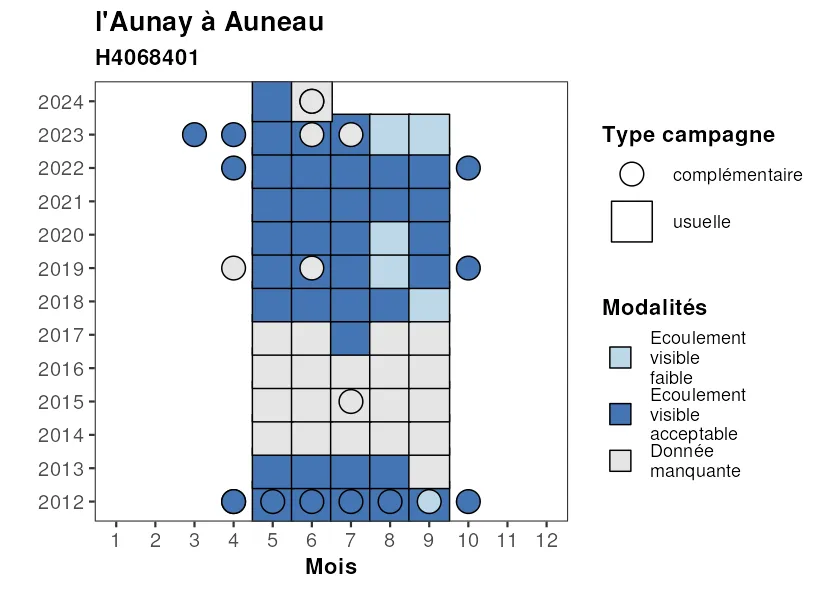 l'Aunay à Auneau
H4068401
2024
2023
2022
2021
2020
2019
2018
2017
2016
2015
2014
2013
2012
1 2 3 4 5 6 7 8 9 10 11 12
Mois
Type campagne
complémentaire
usuelle
Modalités
Ecoulement
visible
faible
Ecoulement
visible
acceptable
Donnée
manquante